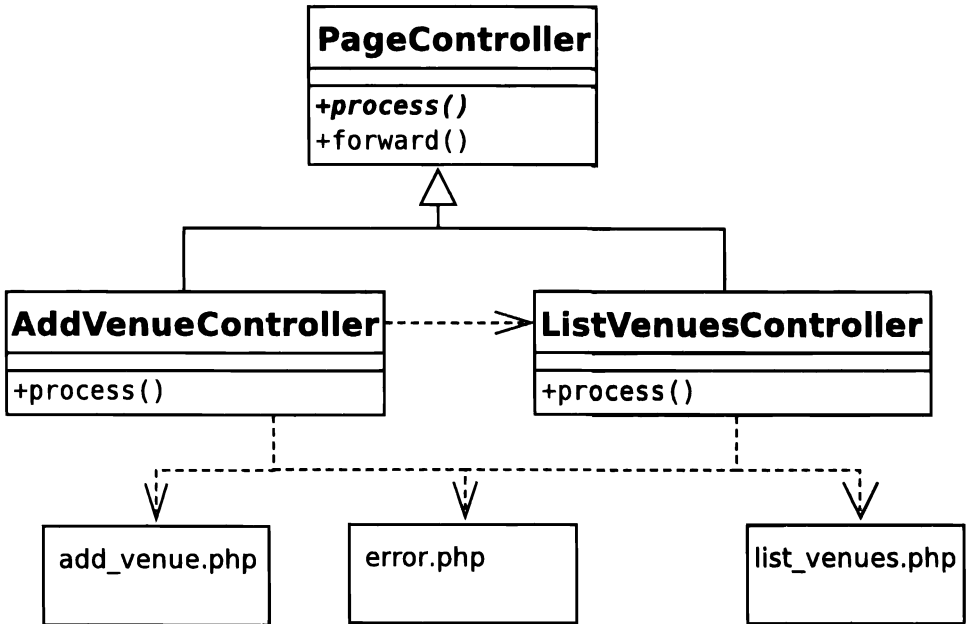 PageController
+process()
+forward()
AddVenueController
ListVenuesController
+process()
+process()
add_venue.php
error.php
list_venues.php